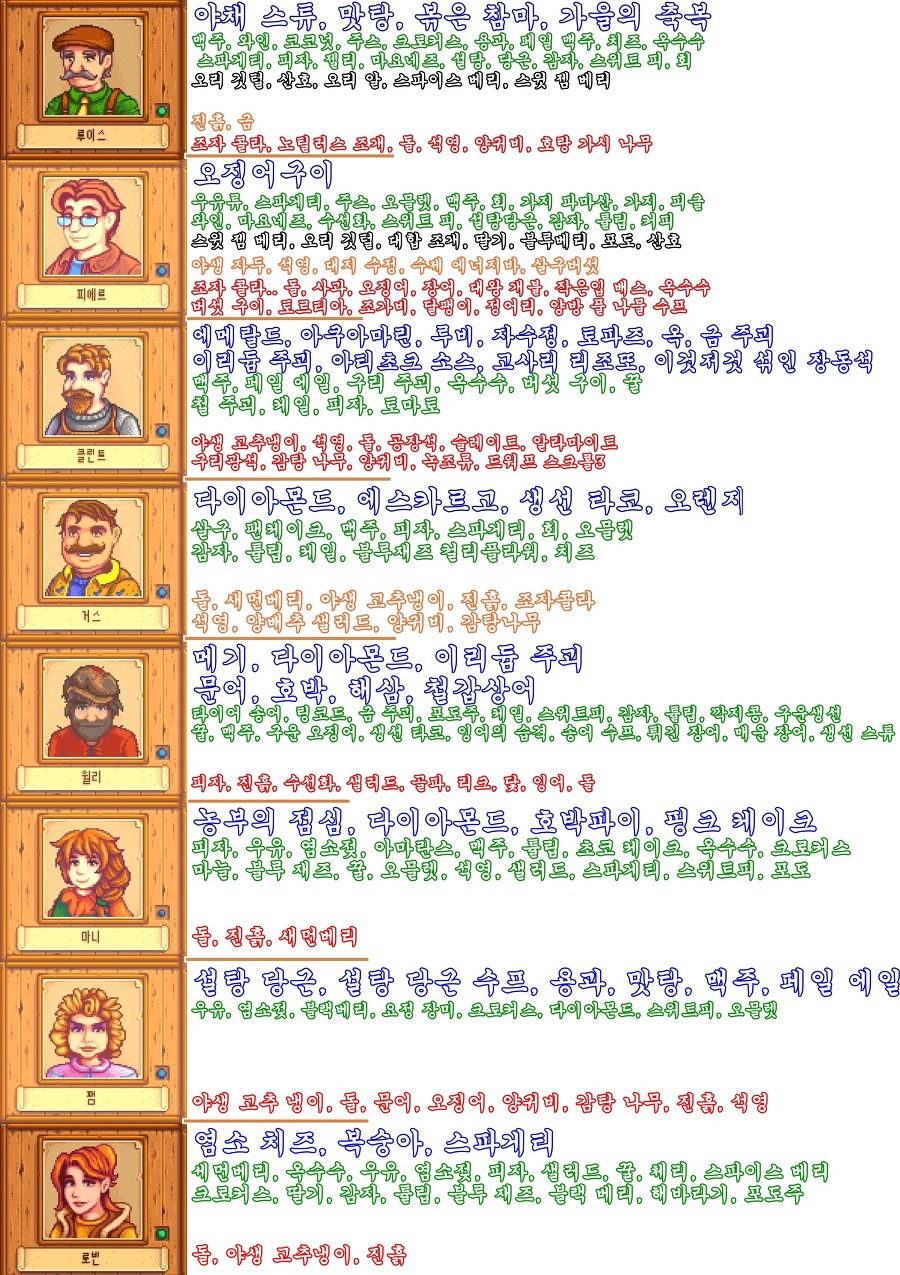 야채 스튜, 맛탕, 볶은 참마, 가을의 축복
맥주, 와인, 코코넛, 주스, 크로커스, 용과, 페일 맥주, 치즈, 옥수수
스파게티, 피자, 젤리, 마요네즈, 설탕, 당근, 감자, 스위트 피, 회
오리 깃털, 산호, 오리 알, 스파이스 베리, 스윗 젬 베리
진흙, 금
조자 콜라, 노틸러스 조개, 돌, 석영, 양귀비, 호랑 가시 나무
루이스
오징어구이
우유류, 스파게티, 주스, 오믈렛, 맥주, 회, 가지 파마산, 가지, 피클
와인, 마요네즈, 수선화, 스위트 피, 설탕당근, 감자, 튤립, 커피
스윗 젬 베리, 오리 깃털, 대합 조개, 딸기, 블루베리, 포도, 산호
야생 자두, 석영, 대지 수정, 수제 에너지바, 살구버섯
조자 콜라.. 돌, 사과, 오징어, 장어, 대왕 재불, 작은입 배스, 옥수수
버섯 구이, 토르티아, 조가비, 달팽이, 정어리, 양방 풀 나물 수프
피에르
에메랄드, 아쿠아마린, 루비, 자수정, 토파즈, 옥, 금 주괴
이리듐 주괴, 아티초크 소스, 고사리 리조또, 이것저것 섞인 장동석
맥주, 페일 에일, 구리 주괴, 옥수수, 버섯 구이, 꿀
철 주괴, 케일, 피자, 토마토
야생 고추냉이, 석영, 돌, 공장석, 슬레이트, 알라마이트
구리광석, 감탕 나무, 양귀비, 녹조류, 드워프 스크롤3
클린트
다이아몬드, 에스카르고, 생선 타코, 오렌지
살구, 팬케이크, 맥주, 피자, 스파게티, 회, 오믈렛
감자, 튤립, 케일, 블루재즈 컬리플라워, 치즈
돌, 새먼베리, 야생 고추냉이, 진흙, 조자콜라
석영, 양배추 샐러드, 양귀비, 감탕나무
거스
메기, 다이아몬드, 이리듐 주괴
문어, 호박, 해삼, 철갑상어
타이어 송어, 링코드, 금 주괴, 포도주, 케일, 스위트피, 감자, 튤립, 각지콩, 구운생선
꿀, 맥주, 구운 오징어, 생선 타코, 잉어의 습격, 송어 수프, 튀긴 장어, 매운 장어, 생선 스튜
피자, 진흙, 수선화, 샐러드, 골파, 리크, 닻, 잉어, 돌
윌리
농부의 점심, 다이아몬드, 호박파이, 핑크 케이크
피자, 우유, 염소젖, 아마란스, 맥주, 튤립, 초코 케이크, 옥수수, 크로커스
마늘, 블루 재즈, 꿀, 오믈렛, 석영, 샐러드, 스파게티, 스위트피, 포도
돌, 진흙, 새먼베리
마니
설탕 당근, 설탕 당근 수프, 용과, 맛탕, 맥주, 페일 에일
우유, 염소젖, 블랙베리, 요정 장미, 크로커스, 다이아몬드, 스위트피, 오믈렛
야생 고추 냉이, 돌, 문어, 오징어, 양귀비, 감탕 나무, 진흙, 석영
팸
염소 치즈, 복숭아, 스파게티
새먼베리, 옥수수, 우유, 염소젖, 피자, 샐러드, 꿀, 체리, 스파이스 베리
크로커스, 딸기, 감자, 튤립, 블루 재즈, 블랙 베리, 해바라기, 포도주
돌, 야생 고추냉이, 진흙
로빈